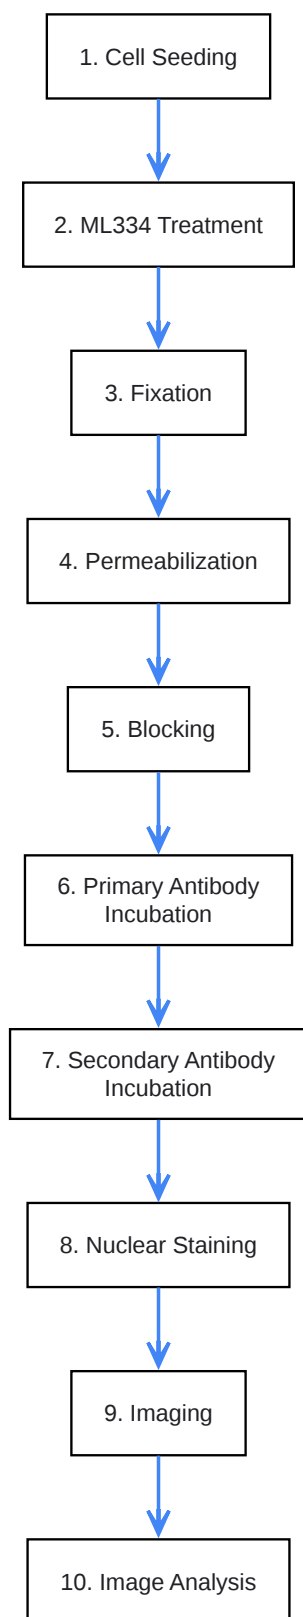 1. Cell Seeding
2. ML334 Treatment
3. Fixation
4. Permeabilization
5. Blocking
6. Primary Antibody
Incubation
7. Secondary Antibody
Incubation
8. Nuclear Staining
9. Imaging
10. Image Analysis